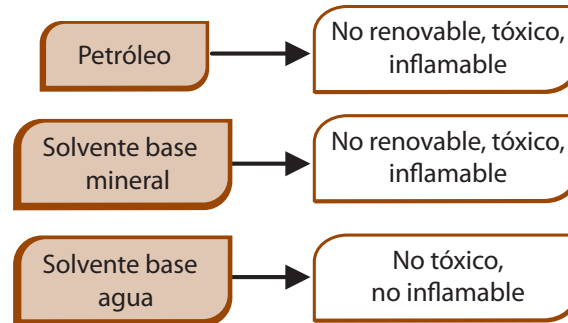 Petróleo
No renovable, tóxico,
inflamable
Solvente base
mineral
No renovable, tóxico,
inflamable
Solvente base
agua
No tóxico,
no inflamable